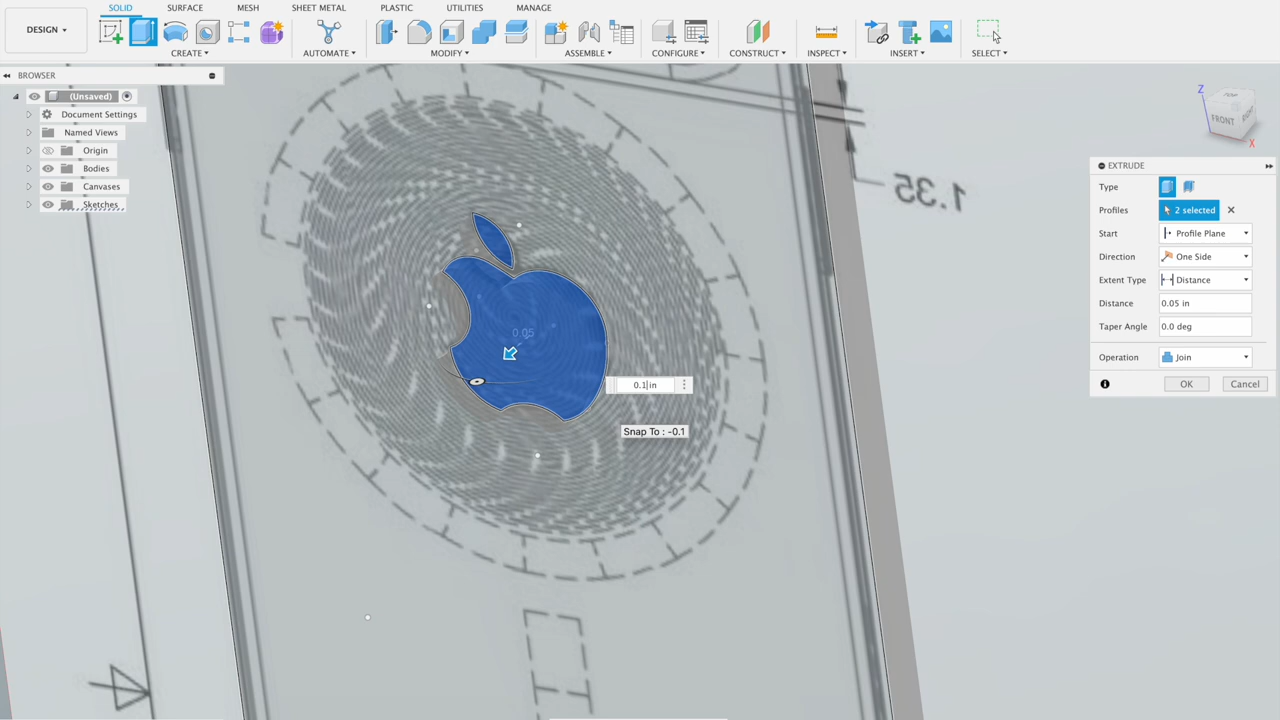 SOLID SURFACE MESH SHEET METAL PLASTIC UTILITIES MANAGE
DESIGN
CREATE AUTOMATE MODIFY ASSEMBLE CONFIGURE CONSTRUCT INSPECT INSERT SELECT
BROWSER
(Unsaved)
Document Settings
Named Views
Origin
Bodies
Canvases
Sketches
Z
TOP
FRONT
X
1.35
0.05
0.1 in
Snap To : -0.1
EXTRUDE
Type
Profiles 2 selected
Start Profile Plane
Direction One Side
Extent Type Distance
Distance 0.05 in
Taper Angle 0.0 deg
Operation Join
OK Cancel